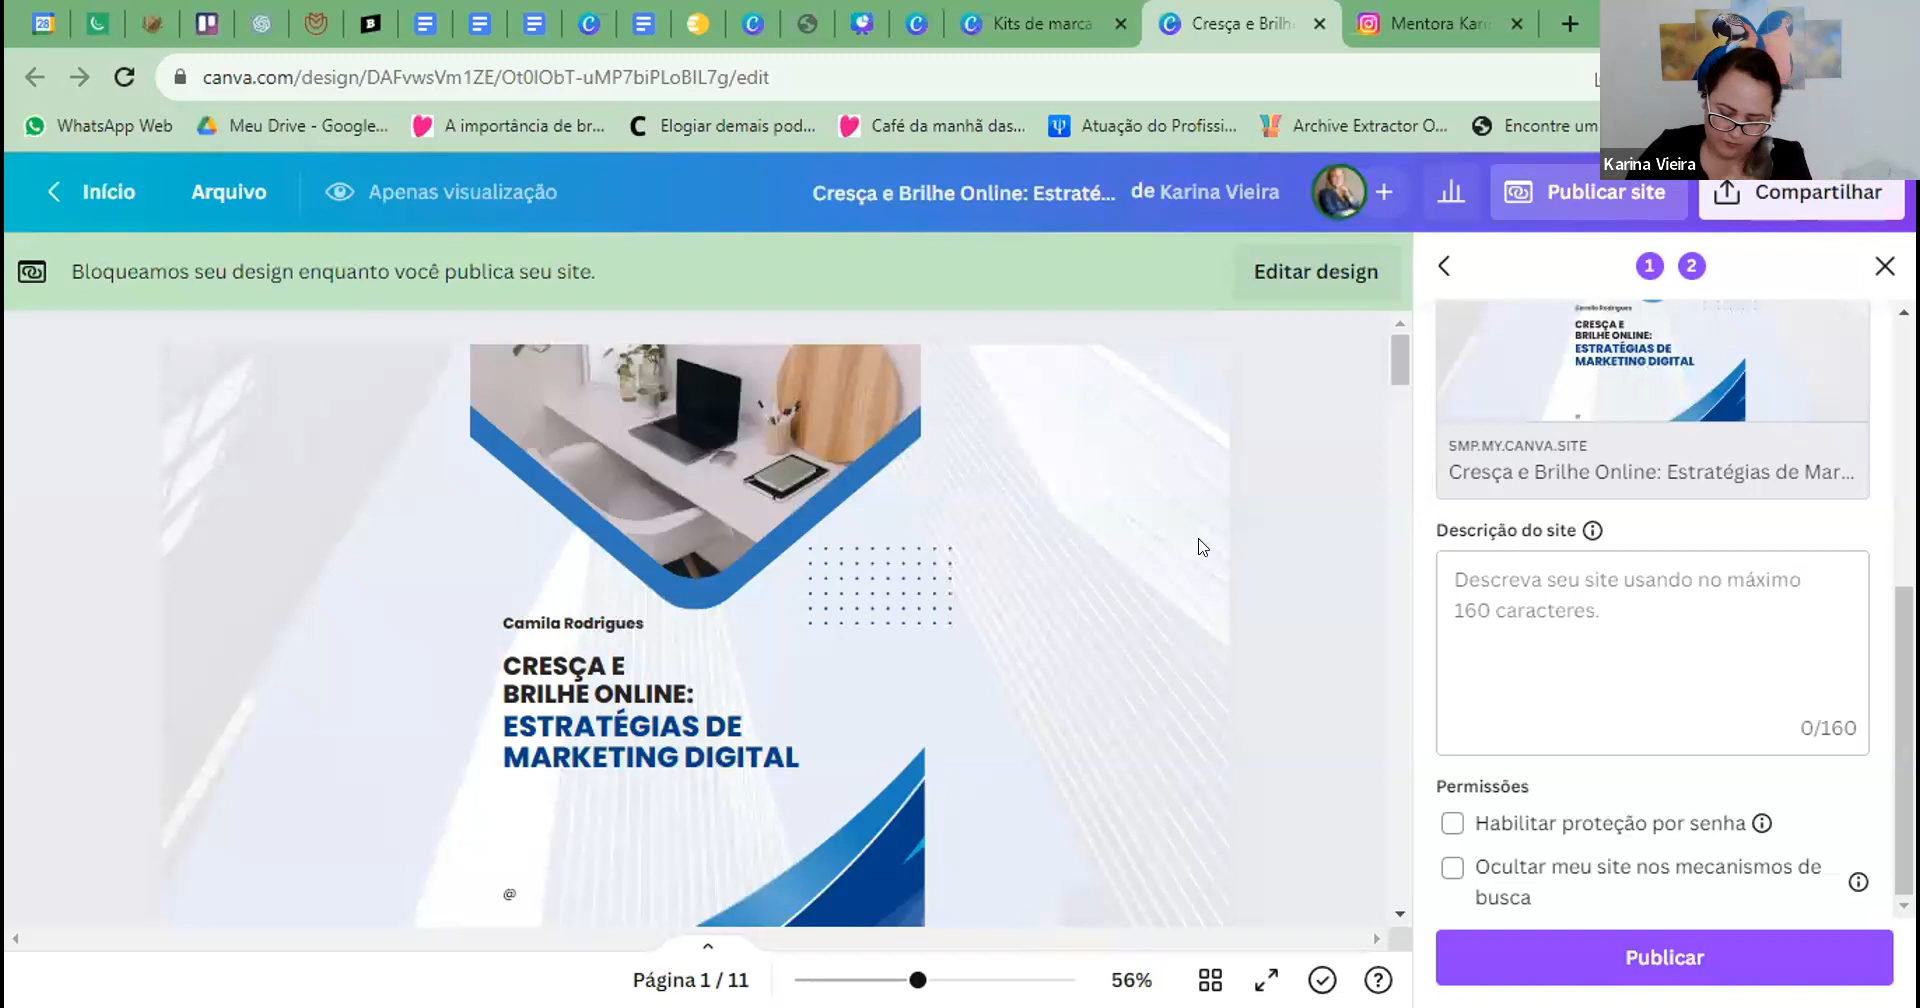 28
Kits de marca
Cresça e Brilh
Mentora Kari
canva.com/design/DAFvwsVm1ZE/Ot0lObT-uMP7biPLoBlL7g/edit
WhatsApp Web
Meu Drive - Google...
A importância de br...
Elogiar demais pod...
Café da manhã das...
Atuação do Profissi...
Archive Extractor O...
Encontre um
Karina Vieira
Início
Arquivo
Apenas visualização
Cresça e Brilhe Online: Estraté...
de Karina Vieira
Publicar site
Compartilhar
Bloqueamos seu design enquanto você publica seu site.
Editar design
1 2
Camila Rodrigues
CRESÇA E
BRILHE ONLINE:
ESTRATÉGIAS DE
MARKETING DIGITAL
@
Camila Rodrigues
CRESÇA E
BRILHE ONLINE:
ESTRATÉGIAS DE
MARKETING DIGITAL
SMP.MY.CANVA.SITE
Cresça e Brilhe Online: Estratégias de Mar...
Descrição do site
Descreva seu site usando no máximo
160 caracteres.
0/160
Permissões
Habilitar proteção por senha
Ocultar meu site nos mecanismos de
busca
Publicar
Página 1 / 11
56%